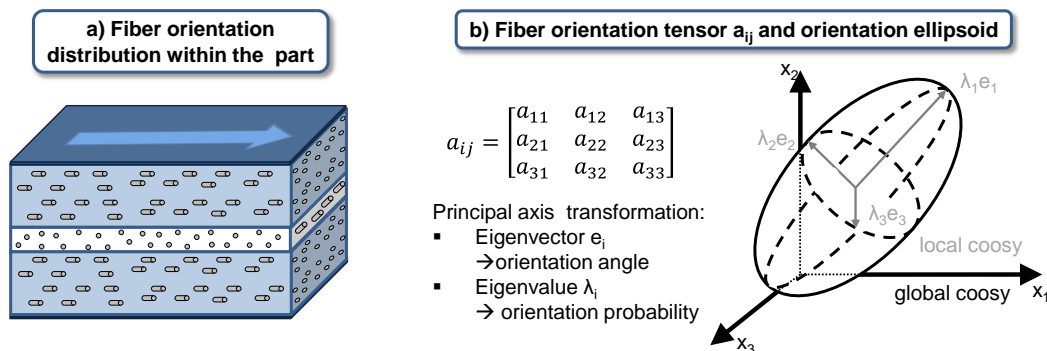 a) Fiber orientation
distribution within the part
b) Fiber orientation tensor aij and orientation ellipsoid
aij = [a11 a12 a13
a21 a22 a23
a31 a32 a33]
Principal axis transformation:
▪ Eigenvector ei
→orientation angle
▪ Eigenvalue λi
→ orientation probability
x2
λ1e1
λ2e2
λ3e3
local coosy
global coosy
x1
x3